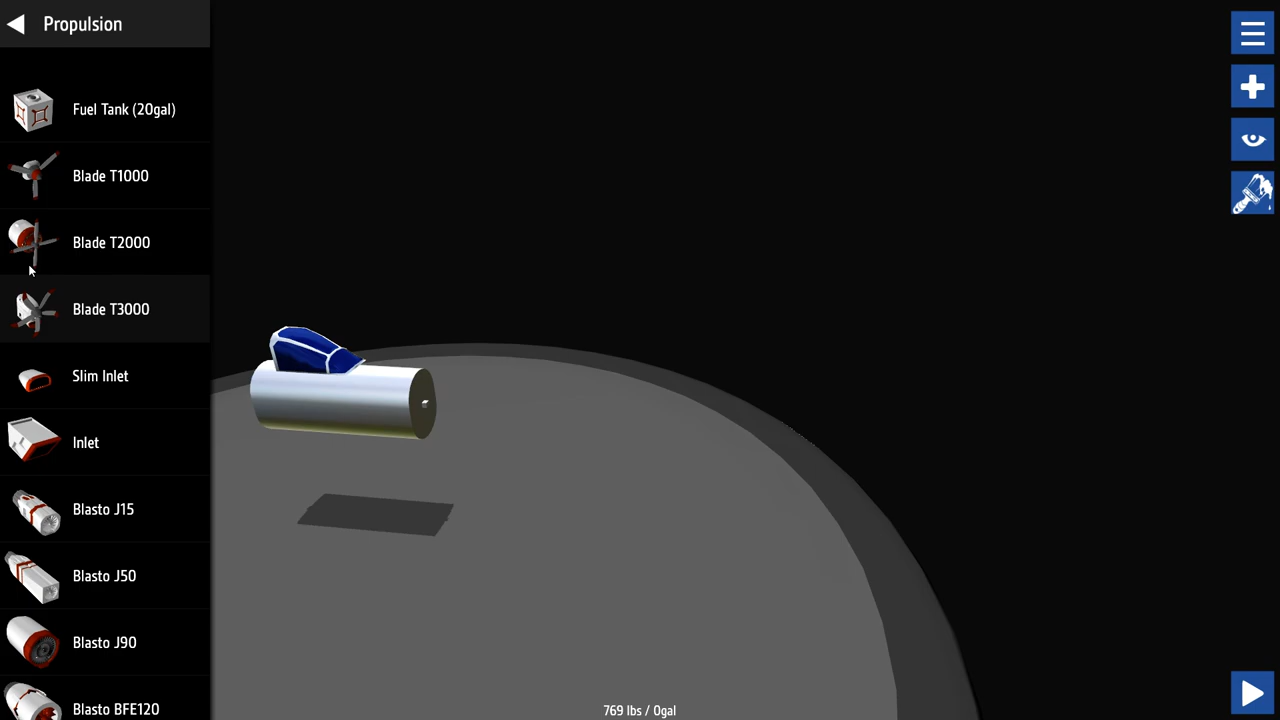 Propulsion
Fuel Tank (20gal)
Blade T1000
Blade T2000
Blade T3000
Slim Inlet
Inlet
Blasto J15
Blasto J50
Blasto J90
Blasto BFE120
769 lbs / 0gal